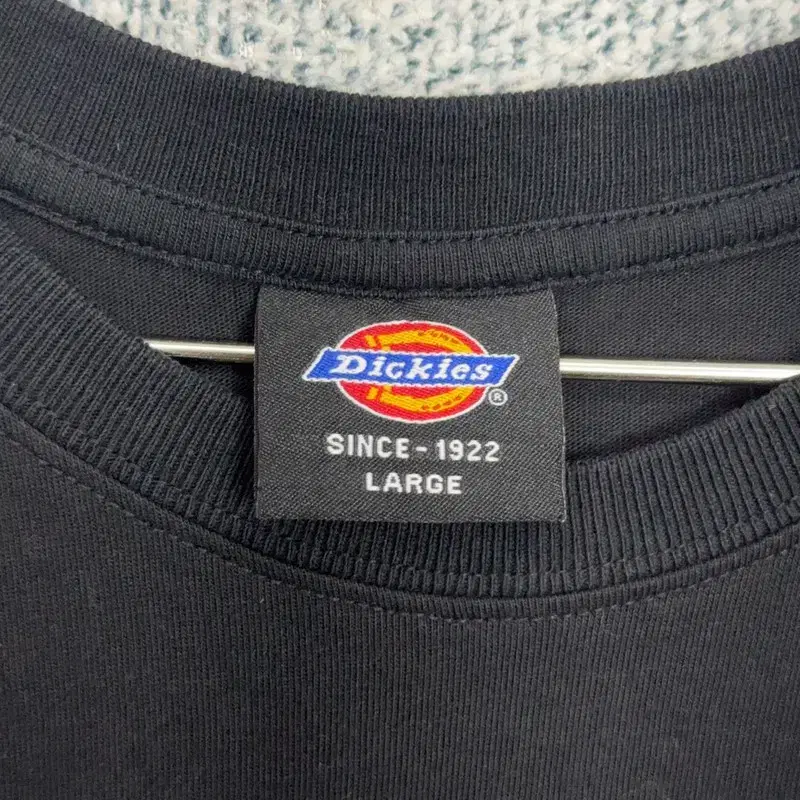 Dickies
®
SINCE - 1922
LARGE